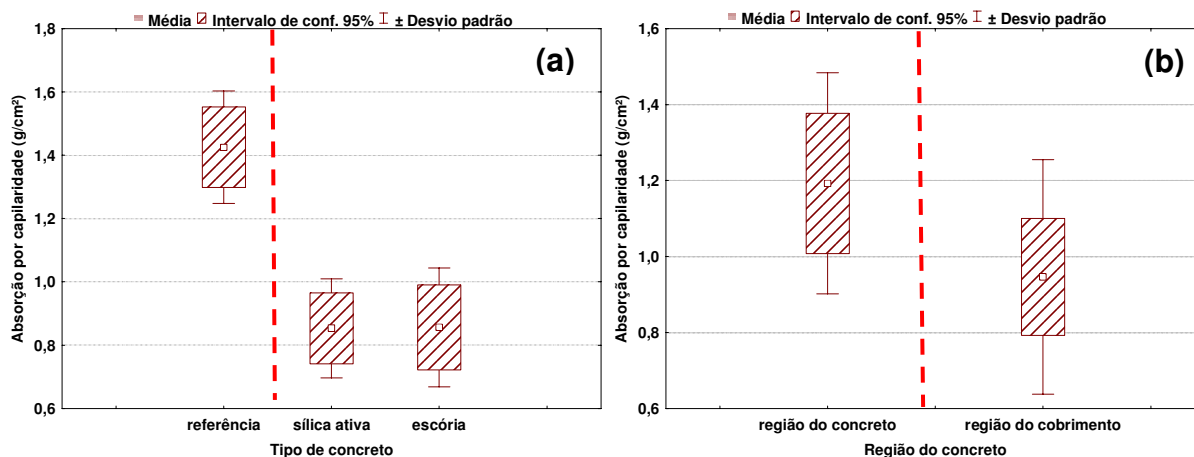 Média Intervalo de conf. 95% ± Desvio padrão
(a)
Absorção por capilaridade (g/cm²)
1,8
1,6
1,4
1,2
1,0
0,8
0,6
referência sílica ativa escória
Tipo de concreto
Média Intervalo de conf. 95% ± Desvio padrão
(b)
Absorção por capilaridade (g/cm²)
1,6
1,4
1,2
1,0
0,8
0,6
região do concreto região do cobrimento
Região do concreto